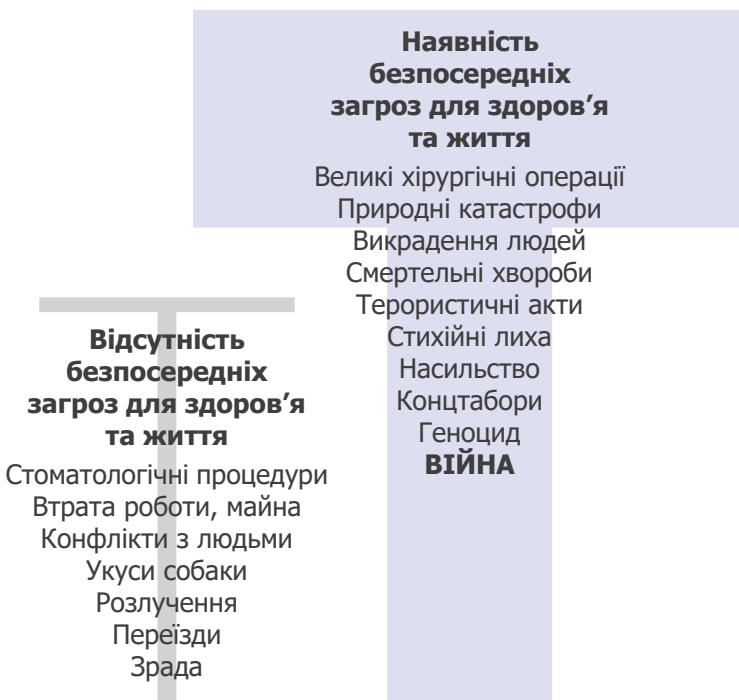 Наявність
безпосередніх
загроз для здоров’я
та життя
Великі хірургічні операції
Природні катастрофи
Викрадення людей
Смертельні хвороби
Терористичні акти
Стихійні лиха
Насильство
Концтабори
Геноцид
ВІЙНА
Відсутність
безпосередніх
загроз для здоров’я
та життя
Стоматологічні процедури
Втрата роботи, майна
Конфлікти з людьми
Укуси собаки
Розлучення
Переїзди
Зрада